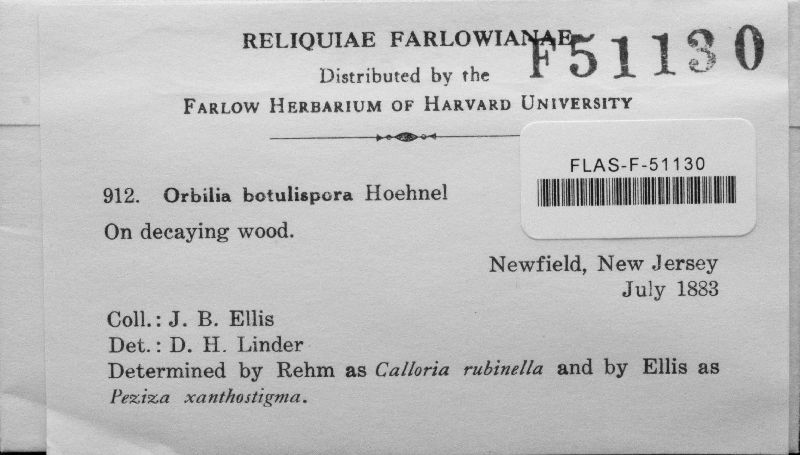 RELIQUIAE FARLOWIANAE
F51130
Distributed by the
FARLOW HERBARIUM OF HARVARD UNIVERSITY
FLAS-F-51130
912. Orbilia botulispora Hoehnel
On decaying wood.
Newfield, New Jersey
July 1883
Coll.: J. B. Ellis
Det.: D. H. Linder
Determined by Rehm as Calloria rubinella and by Ellis as
Peziza xanthostigma.